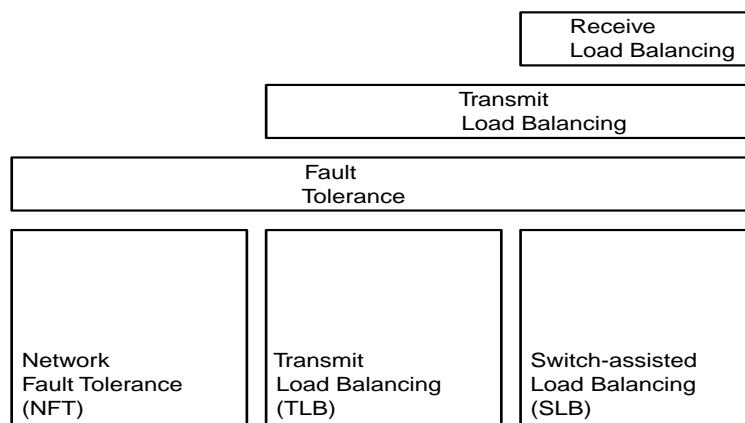 Receive
Load Balancing
Transmit
Load Balancing
Fault
Tolerance
Network
Fault Tolerance
(NFT)
Transmit
Load Balancing
(TLB)
Switch-assisted
Load Balancing
(SLB)